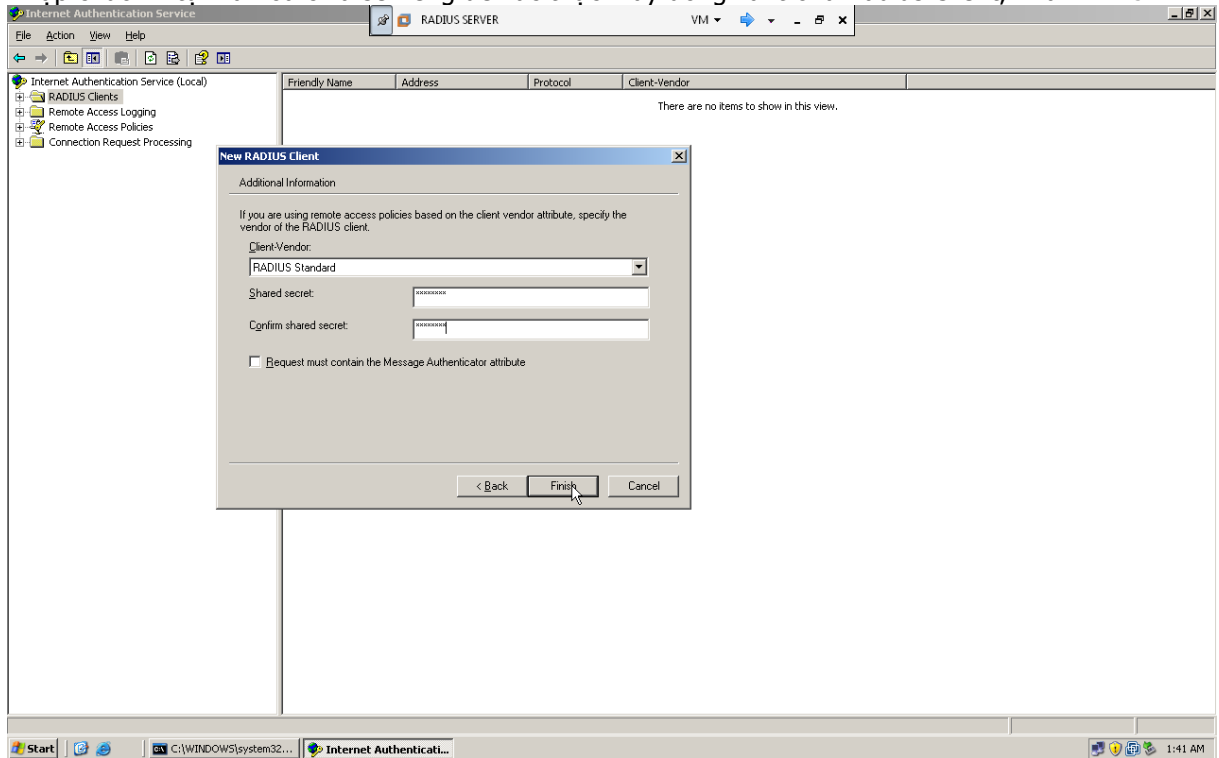 Internet Authentication Service
RADIUS SERVER
VM
File Action View Help
Internet Authentication Service (Local)
RADIUS Clients
Remote Access Logging
Remote Access Policies
Connection Request Processing
Friendly Name Address Protocol Client-Vendor
There are no items to show in this view.
New RADIUS Client
Additional Information
If you are using remote access policies based on the client vendor attribute, specify the
vendor of the RADIUS client.
Client-Vendor:
RADIUS Standard
Shared secret: ********
Confirm shared secret: ********
Request must contain the Message Authenticator attribute
< Back Finish Cancel
Start C:\WINDOWS\system32... Internet Authenticati... 1:41 AM